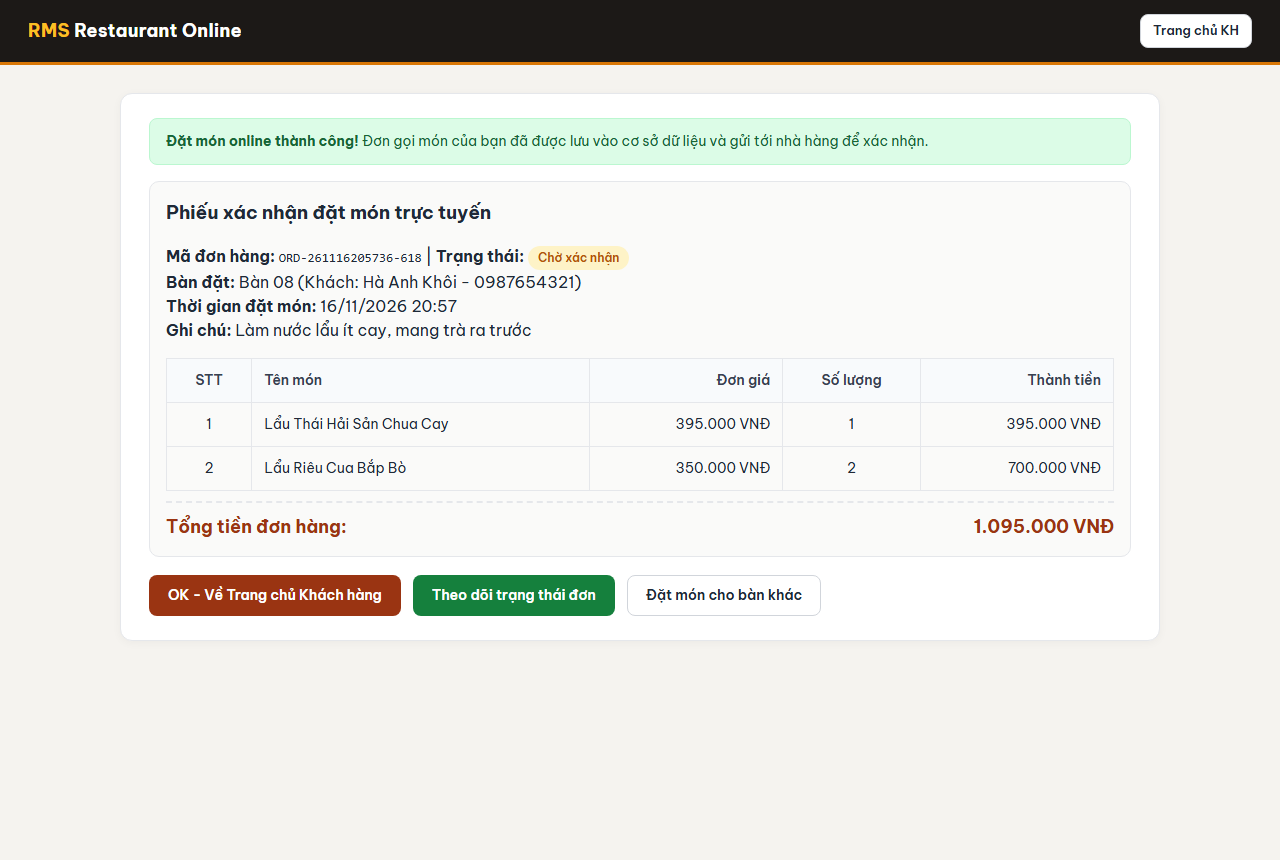 RMS Restaurant Online
Trang chủ KH
Đặt món online thành công! Đơn gọi món của bạn đã được lưu vào cơ sở dữ liệu và gửi tới nhà hàng để xác nhận.
Phiếu xác nhận đặt món trực tuyến
Mã đơn hàng: ORD-261116205736-618 | Trạng thái: Chờ xác nhận
Bàn đặt: Bàn 08 (Khách: Hà Anh Khôi - 0987654321)
Thời gian đặt món: 16/11/2026 20:57
Ghi chú: Làm nước lẩu ít cay, mang trà ra trước
STT Tên món Đơn giá Số lượng Thành tiền
1 Lẩu Thái Hải Sản Chua Cay 395.000 VNĐ 1 395.000 VNĐ
2 Lẩu Riêu Cua Bắp Bò 350.000 VNĐ 2 700.000 VNĐ
Tổng tiền đơn hàng: 1.095.000 VNĐ
OK - Về Trang chủ Khách hàng
Theo dõi trạng thái đơn
Đặt món cho bàn khác